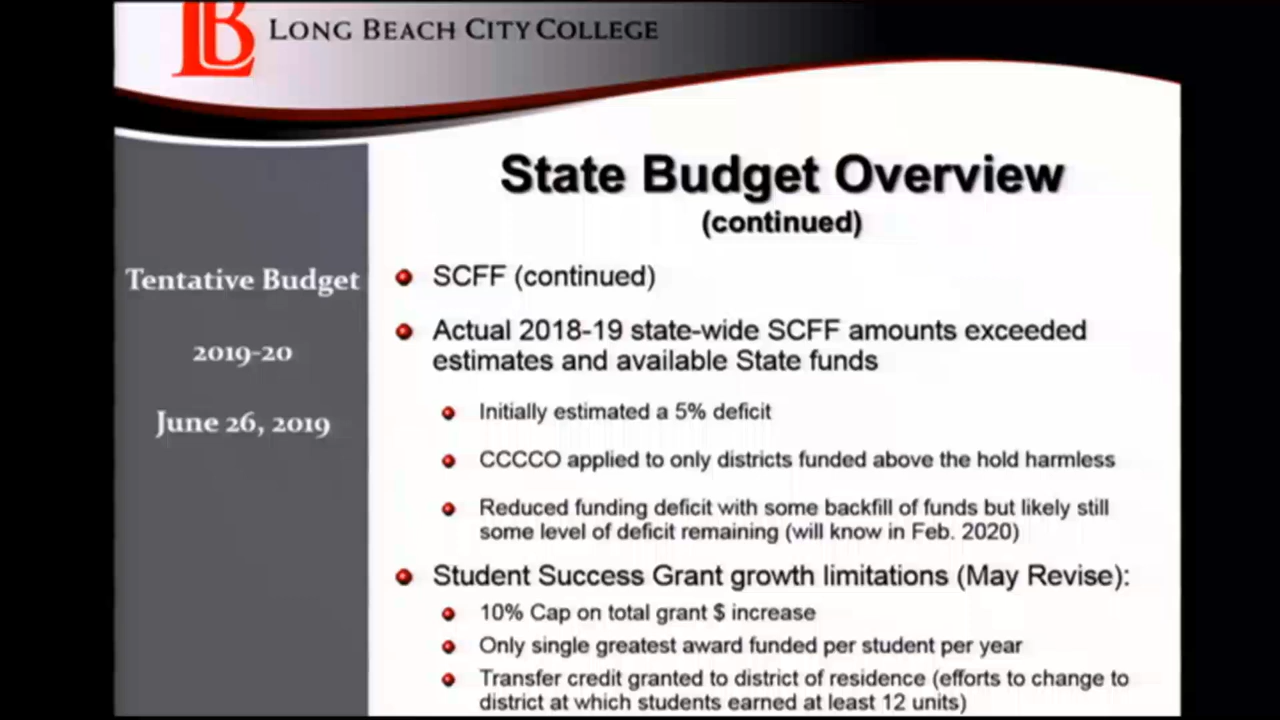 LB LONG BEACH CITY COLLEGE
State Budget Overview
(continued)
Tentative Budget
2019-20
June 26, 2019
SCFF (continued)
Actual 2018-19 state-wide SCFF amounts exceeded
estimates and available State funds
Initially estimated a 5% deficit
CCCCO applied to only districts funded above the hold harmless
Reduced funding deficit with some backfill of funds but likely still
some level of deficit remaining (will know in Feb. 2020)
Student Success Grant growth limitations (May Revise):
10% Cap on total grant $ increase
Only single greatest award funded per student per year
Transfer credit granted to district of residence (efforts to change to
district at which students earned at least 12 units)